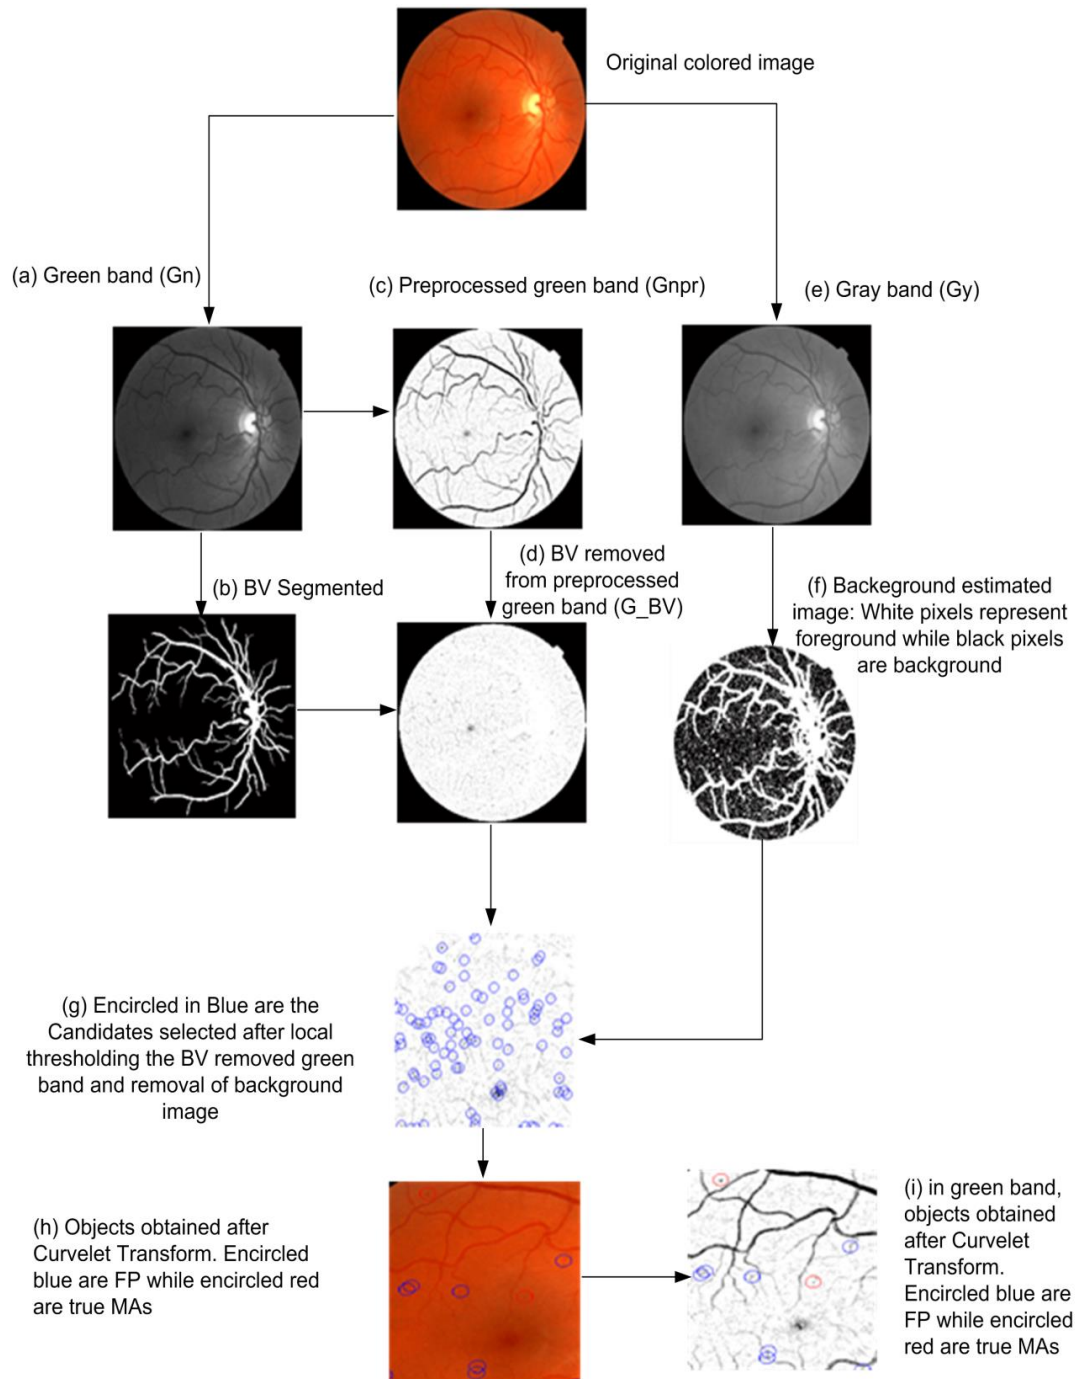 Original colored image
(a) Green band (Gn)
(c) Preprocessed green band (Gnpr)
(e) Gray band (Gy)
(b) BV Segmented
(d) BV removed
from preprocessed
green band (G_BV)
(f) Backeground estimated
image: White pixels represent
foreground while black pixels
are background
(g) Encircled in Blue are the
Candidates selected after local
thresholding the BV removed green
band and removal of background
image
(h) Objects obtained after
Curvelet Transform. Encircled
blue are FP while encircled red
are true MAs
(i) in green band,
objects obtained
after Curvelet
Transform.
Encircled blue are
FP while encircled
red are true MAs